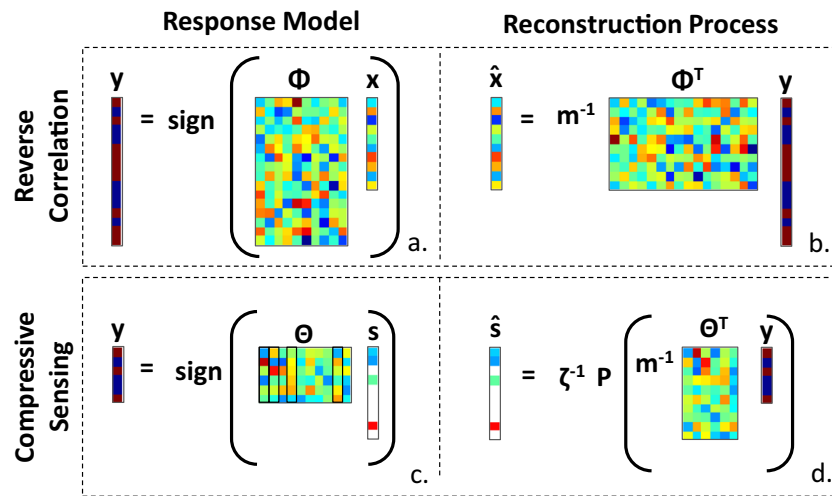 Response Model
Reconstruction Process
Reverse Correlation
y = sign Φ x
a.
x̂ = m⁻¹ Φᵀ y
b.
Compressive Sensing
y = sign Θ s
c.
ŝ = ζ⁻¹ P m⁻¹ Θᵀ y
d.